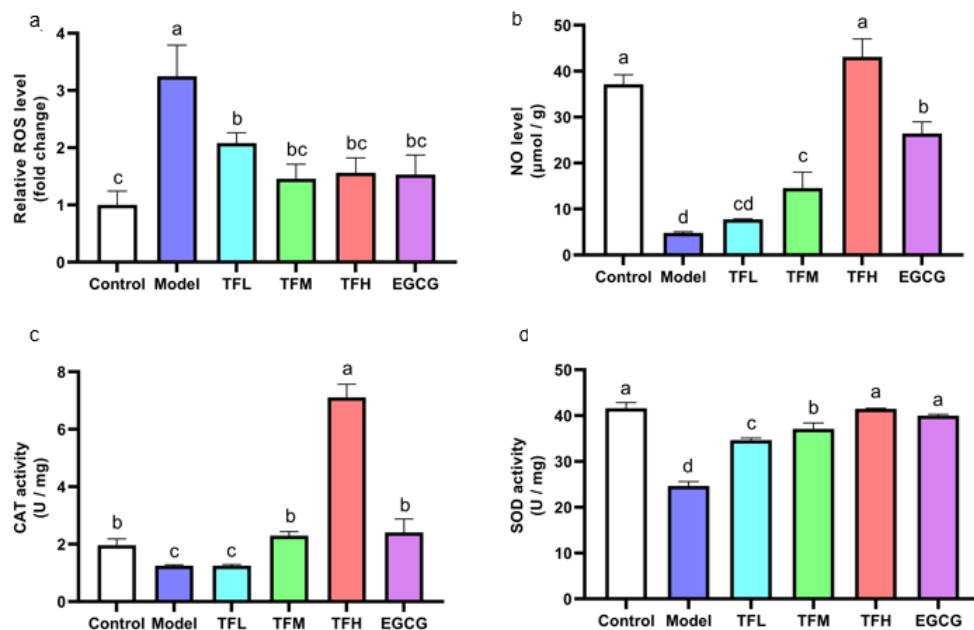 a
Relative ROS level
(fold change)
4
3
2
1
0
c
a
b
bc
bc
bc
Control Model TFL TFM TFH EGCG
b
NO level
(μmol / g)
50
40
30
20
10
0
a
d
cd
c
a
b
Control Model TFL TFM TFH EGCG
c
CAT activity
(U / mg)
8
6
4
2
0
b
c
c
b
a
b
Control Model TFL TFM TFH EGCG
d
SOD activity
(U / mg)
50
40
30
20
10
0
a
d
c
b
a
a
Control Model TFL TFM TFH EGCG